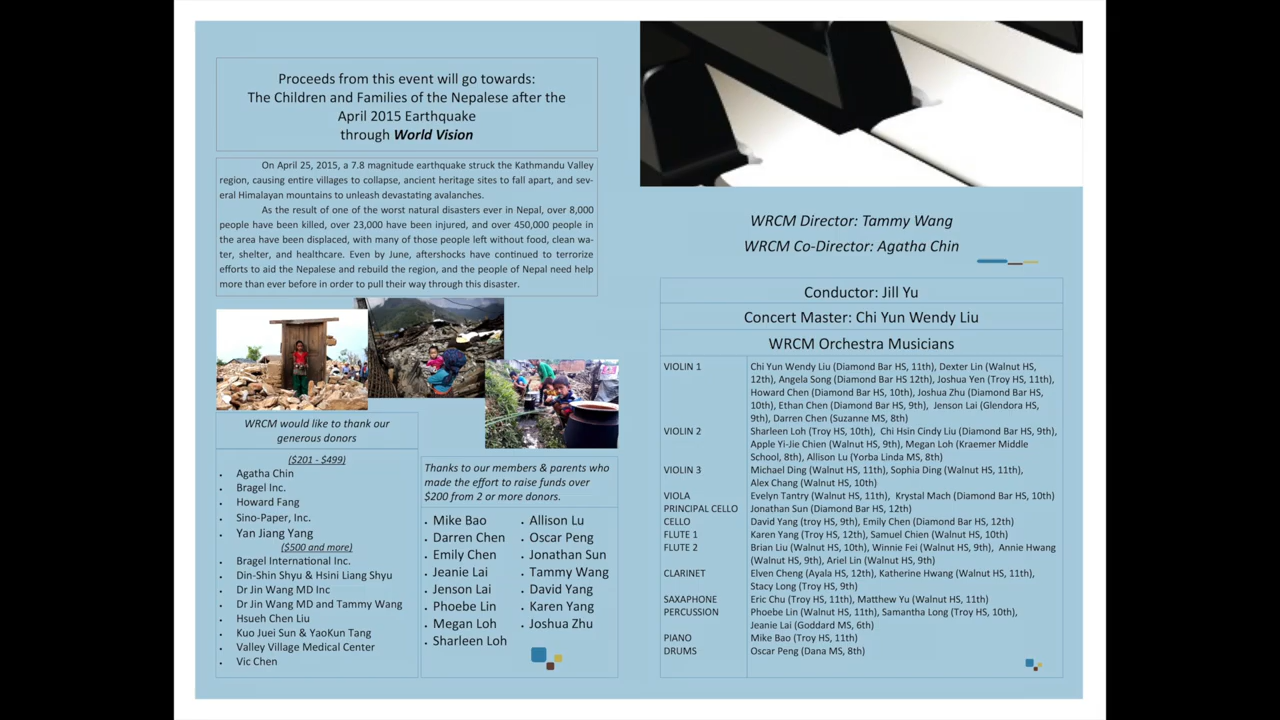 Proceeds from this event will go towards:
The Children and Families of the Nepalese after the
April 2015 Earthquake
through World Vision
On April 25, 2015, a 7.8 magnitude earthquake struck the Kathmandu Valley
region, causing entire villages to collapse, ancient heritage sites to fall apart, and sev-
eral Himalayan mountains to unleash devastating avalanches.
As the result of one of the worst natural disasters ever in Nepal, over 8,000
people have been killed, over 23,000 have been injured, and over 450,000 people in
the area have been displaced, with many of those people left without food, clean wa-
ter, shelter, and healthcare. Even by June, aftershocks have continued to terrorize
efforts to aid the Nepalese and rebuild the region, and the people of Nepal need help
more than ever before in order to pull their way through this disaster.
WRCM would like to thank our
generous donors
($201 - $499)
• Agatha Chin
• Bragel Inc.
• Howard Fang
• Sino-Paper, Inc.
• Yan Jiang Yang
($500 and more)
• Bragel International Inc.
• Din-Shin Shyu & Hsini Liang Shyu
• Dr Jin Wang MD Inc
• Dr Jin Wang MD and Tammy Wang
• Hsueh Chen Liu
• Kuo Juei Sun & YaoKun Tang
• Valley Village Medical Center
• Vic Chen
Thanks to our members & parents who
made the effort to raise funds over
$200 from 2 or more donors.
• Mike Bao
• Darren Chen
• Emily Chen
• Jeanie Lai
• Jenson Lai
• Phoebe Lin
• Megan Loh
• Sharleen Loh
• Allison Lu
• Oscar Peng
• Jonathan Sun
• Tammy Wang
• David Yang
• Karen Yang
• Joshua Zhu
WRCM Director: Tammy Wang
WRCM Co-Director: Agatha Chin
Conductor: Jill Yu
Concert Master: Chi Yun Wendy Liu
WRCM Orchestra Musicians
VIOLIN 1 Chi Yun Wendy Liu (Diamond Bar HS, 11th), Dexter Lin (Walnut HS,
12th), Angela Song (Diamond Bar HS 12th), Joshua Yen (Troy HS, 11th),
Howard Chen (Diamond Bar HS, 10th), Joshua Zhu (Diamond Bar HS,
10th), Ethan Chen (Diamond Bar HS, 9th), Jenson Lai (Glendora HS,
9th), Darren Chen (Suzanne MS, 8th)
VIOLIN 2 Sharleen Loh (Troy HS, 10th), Chi Hsin Cindy Liu (Diamond Bar HS, 9th),
Apple Yi-Jie Chien (Walnut HS, 9th), Megan Loh (Kraemer Middle
School, 8th), Allison Lu (Yorba Linda MS, 8th)
VIOLIN 3 Michael Ding (Walnut HS, 11th), Sophia Ding (Walnut HS, 11th),
Alex Chang (Walnut HS, 10th)
VIOLA Evelyn Tantry (Walnut HS, 11th), Krystal Mach (Diamond Bar HS, 10th)
PRINCIPAL CELLO Jonathan Sun (Diamond Bar HS, 12th)
CELLO David Yang (troy HS, 9th), Emily Chen (Diamond Bar HS, 12th)
FLUTE 1 Karen Yang (Troy HS, 12th), Samuel Chien (Walnut HS, 10th)
FLUTE 2 Brian Liu (Walnut HS, 10th), Winnie Fei (Walnut HS, 9th), Annie Hwang
(Walnut HS, 9th), Ariel Lin (Walnut HS, 9th)
CLARINET Elven Cheng (Ayala HS, 12th), Katherine Hwang (Walnut HS, 11th),
Stacy Long (Troy HS, 9th)
SAXAPHONE Eric Chu (Troy HS, 11th), Matthew Yu (Walnut HS, 11th)
PERCUSSION Phoebe Lin (Walnut HS, 11th), Samantha Long (Troy HS, 10th),
Jeanie Lai (Goddard MS, 6th)
PIANO Mike Bao (Troy HS, 11th)
DRUMS Oscar Peng (Dana MS, 8th)